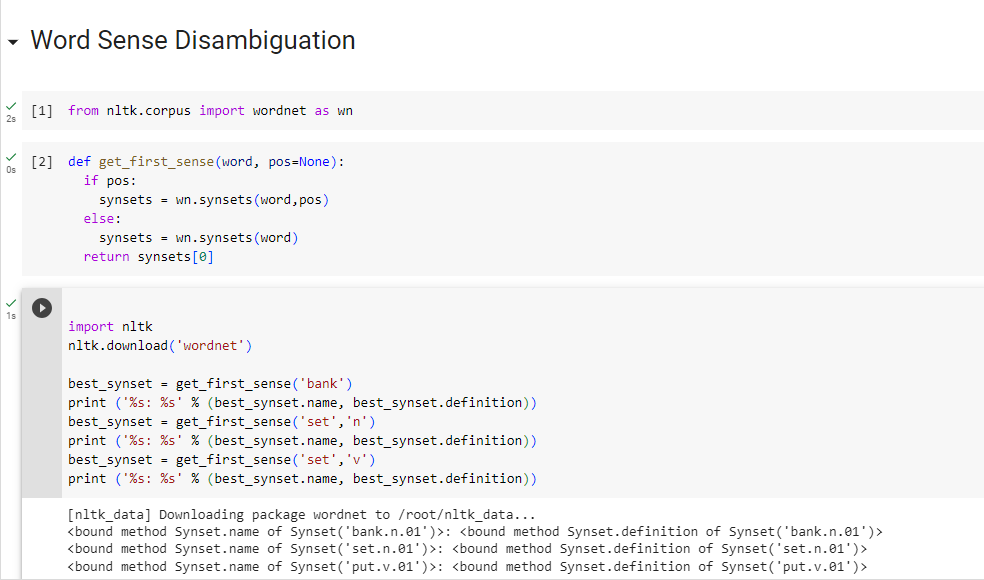 Word Sense Disambiguation
[1] from nltk.corpus import wordnet as wn
2s
[2] def get_first_sense(word, pos=None):
0s
if pos:
synsets = wn.synsets(word,pos)
else:
synsets = wn.synsets(word)
return synsets[0]
1s
import nltk
nltk.download('wordnet')
best_synset = get_first_sense('bank')
print ('%s: %s' % (best_synset.name, best_synset.definition))
best_synset = get_first_sense('set','n')
print ('%s: %s' % (best_synset.name, best_synset.definition))
best_synset = get_first_sense('set','v')
print ('%s: %s' % (best_synset.name, best_synset.definition))
[nltk_data] Downloading package wordnet to /root/nltk_data...
<bound method Synset.name of Synset('bank.n.01')>: <bound method Synset.definition of Synset('bank.n.01')>
<bound method Synset.name of Synset('set.n.01')>: <bound method Synset.definition of Synset('set.n.01')>
<bound method Synset.name of Synset('put.v.01')>: <bound method Synset.definition of Synset('put.v.01')>